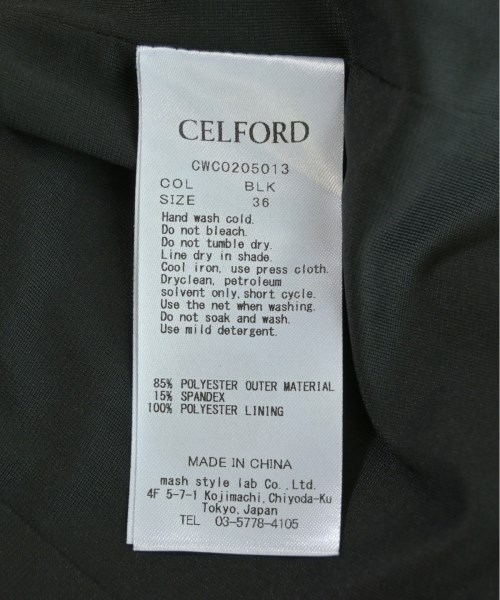 CELFORD
CWCO205013
COL BLK
SIZE 36
Hand wash cold.
Do not bleach.
Do not tumble dry.
Line dry in shade.
Cool iron, use press cloth.
Dryclean, petroleum
solvent only,short cycle.
Use the net when washing.
Do not soak and wash.
Use mild detergent.
85% POLYESTER OUTER MATERIAL
15% SPANDEX
100% POLYESTER LINING
MADE IN CHINA
mash style lab Co.,Ltd.
4F 5-7-1 Kojimachi,Chiyoda-Ku
Tokyo,Japan
TEL 03-5778-4105